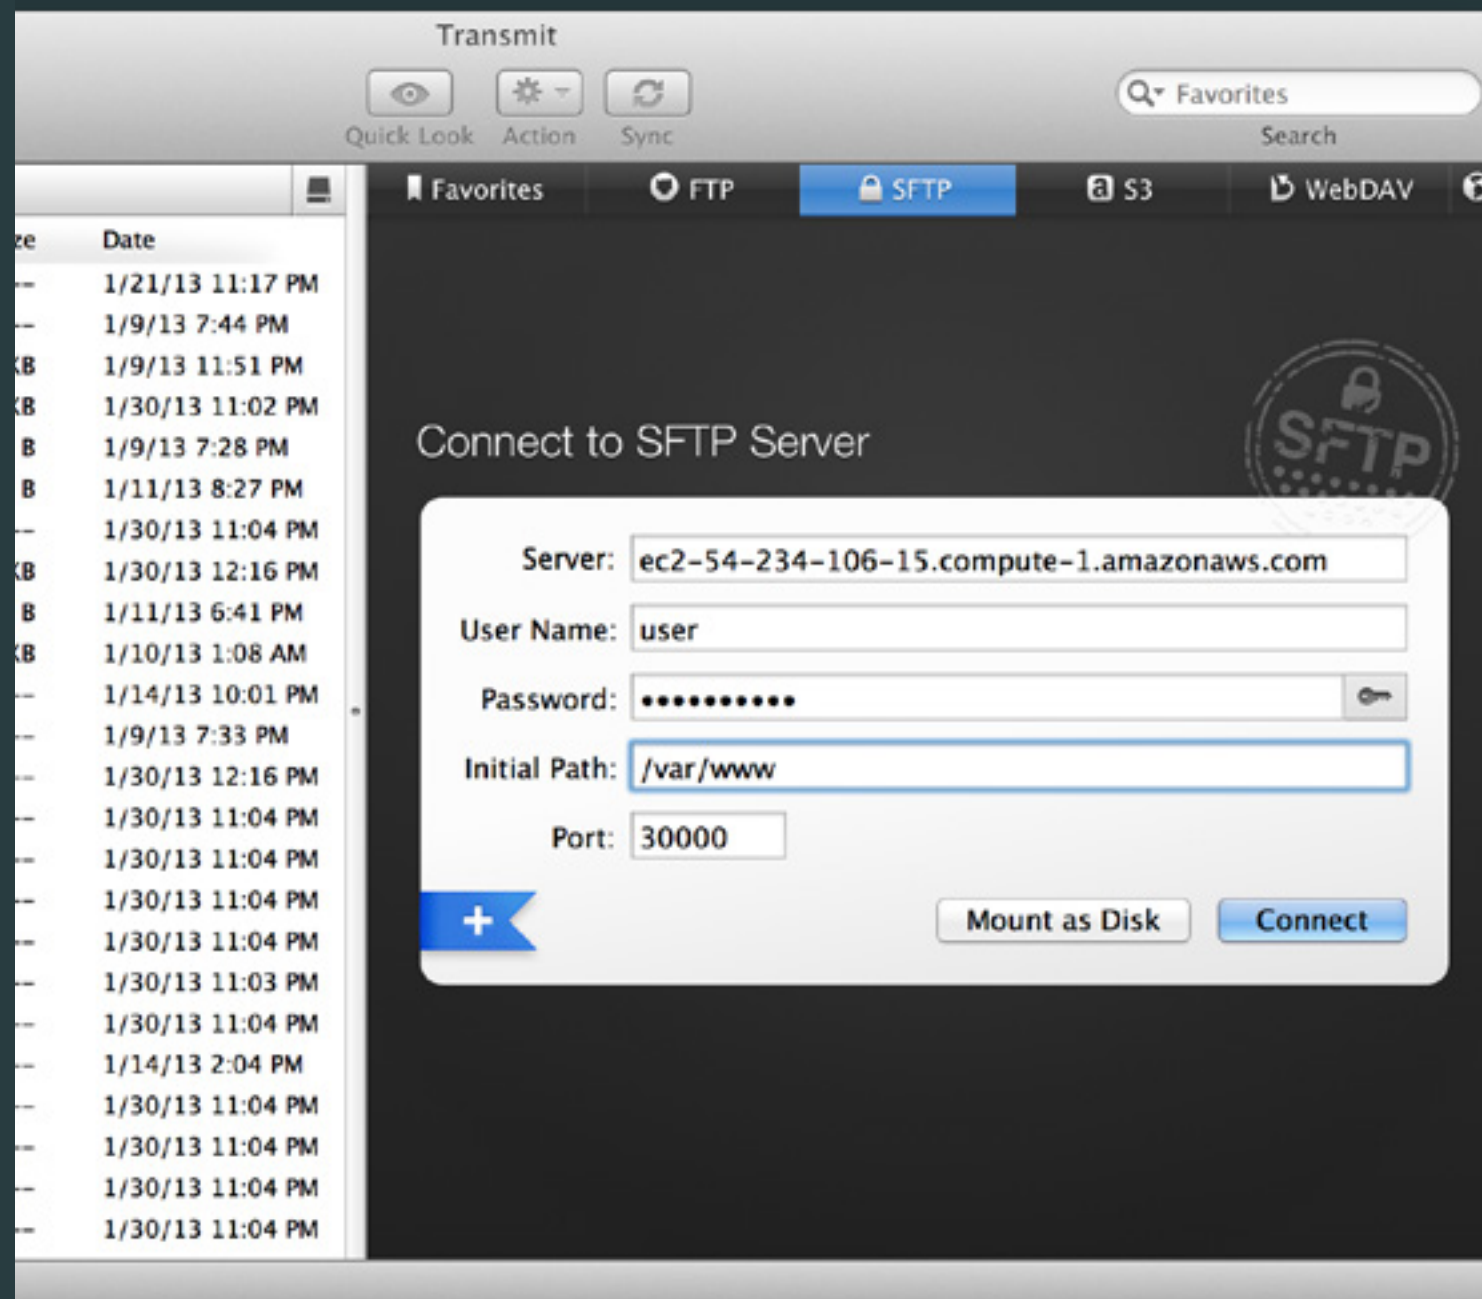 Transmit
Quick Look Action Sync
Favorites
Search
Favorites FTP SFTP a S3 WebDAV
ze Date
-- 1/21/13 11:17 PM
-- 1/9/13 7:44 PM
KB 1/9/13 11:51 PM
KB 1/30/13 11:02 PM
B 1/9/13 7:28 PM
B 1/11/13 8:27 PM
-- 1/30/13 11:04 PM
KB 1/30/13 12:16 PM
B 1/11/13 6:41 PM
KB 1/10/13 1:08 AM
-- 1/14/13 10:01 PM
-- 1/9/13 7:33 PM
-- 1/30/13 12:16 PM
-- 1/30/13 11:04 PM
-- 1/30/13 11:04 PM
-- 1/30/13 11:04 PM
-- 1/30/13 11:04 PM
-- 1/30/13 11:03 PM
-- 1/30/13 11:04 PM
-- 1/14/13 2:04 PM
-- 1/30/13 11:04 PM
-- 1/30/13 11:04 PM
-- 1/30/13 11:04 PM
-- 1/30/13 11:04 PM
SFTP
Connect to SFTP Server
Server: ec2-54-234-106-15.compute-1.amazonaws.com
User Name: user
Password: ••••••••••
Initial Path: /var/www
Port: 30000
+ Mount as Disk Connect